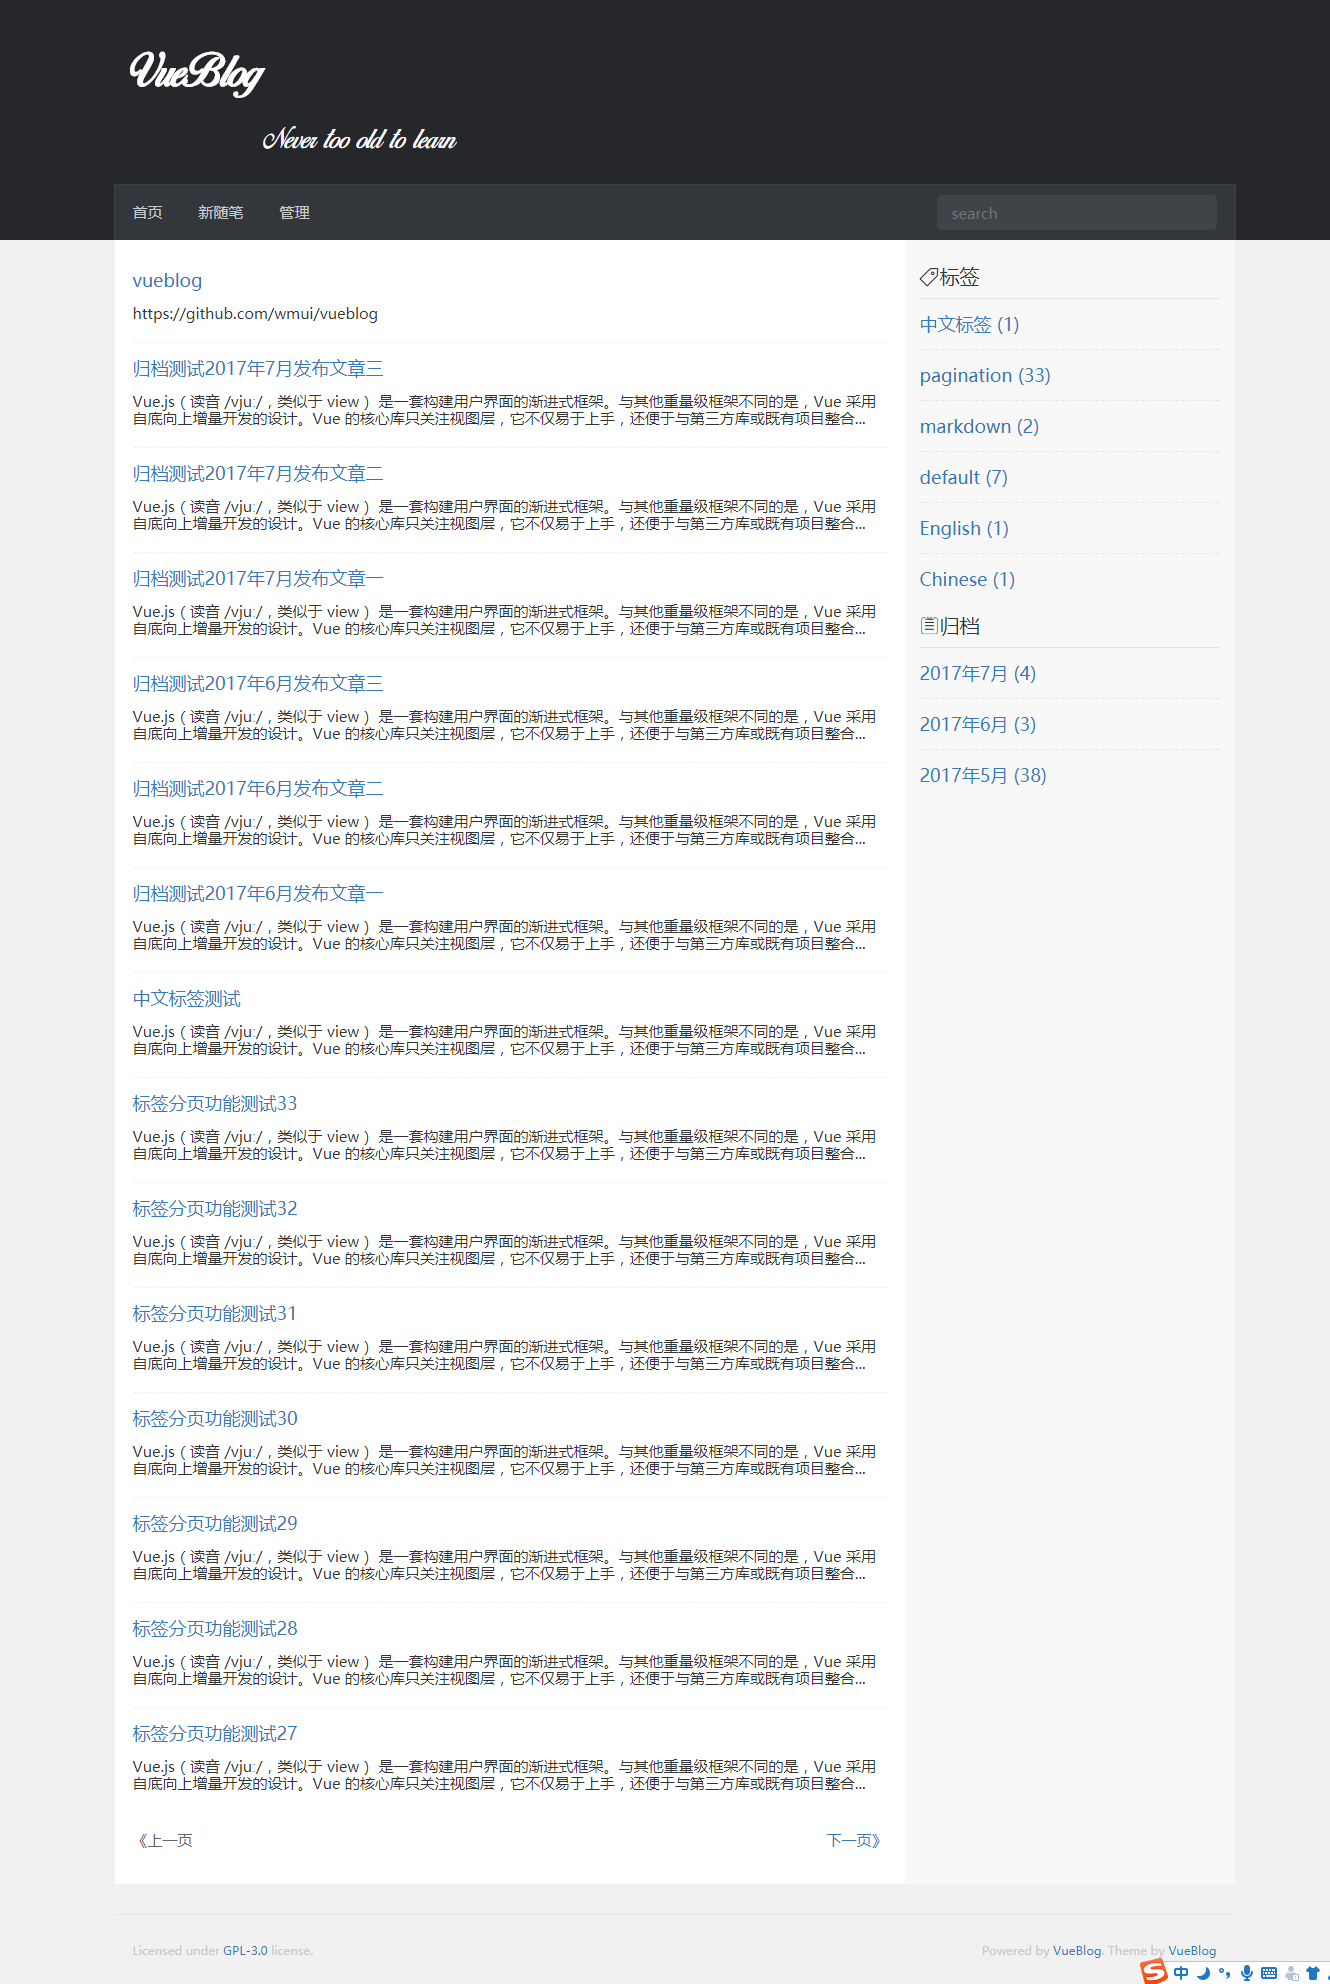 VueBlog
Never too old to learn
首页 新随笔 管理 search
vueblog
https://github.com/wmui/vueblog
归档测试2017年7月发布文章三
Vue.js（读音 /vjuː/，类似于 view） 是一套构建用户界面的渐进式框架。与其他重量级框架不同的是，Vue 采用
自底向上增量开发的设计。Vue 的核心库只关注视图层，它不仅易于上手，还便于与第三方库或既有项目整合...
归档测试2017年7月发布文章二
Vue.js（读音 /vjuː/，类似于 view） 是一套构建用户界面的渐进式框架。与其他重量级框架不同的是，Vue 采用
自底向上增量开发的设计。Vue 的核心库只关注视图层，它不仅易于上手，还便于与第三方库或既有项目整合...
归档测试2017年7月发布文章一
Vue.js（读音 /vjuː/，类似于 view） 是一套构建用户界面的渐进式框架。与其他重量级框架不同的是，Vue 采用
自底向上增量开发的设计。Vue 的核心库只关注视图层，它不仅易于上手，还便于与第三方库或既有项目整合...
归档测试2017年6月发布文章三
Vue.js（读音 /vjuː/，类似于 view） 是一套构建用户界面的渐进式框架。与其他重量级框架不同的是，Vue 采用
自底向上增量开发的设计。Vue 的核心库只关注视图层，它不仅易于上手，还便于与第三方库或既有项目整合...
归档测试2017年6月发布文章二
Vue.js（读音 /vjuː/，类似于 view） 是一套构建用户界面的渐进式框架。与其他重量级框架不同的是，Vue 采用
自底向上增量开发的设计。Vue 的核心库只关注视图层，它不仅易于上手，还便于与第三方库或既有项目整合...
归档测试2017年6月发布文章一
Vue.js（读音 /vjuː/，类似于 view） 是一套构建用户界面的渐进式框架。与其他重量级框架不同的是，Vue 采用
自底向上增量开发的设计。Vue 的核心库只关注视图层，它不仅易于上手，还便于与第三方库或既有项目整合...
中文标签测试
Vue.js（读音 /vjuː/，类似于 view） 是一套构建用户界面的渐进式框架。与其他重量级框架不同的是，Vue 采用
自底向上增量开发的设计。Vue 的核心库只关注视图层，它不仅易于上手，还便于与第三方库或既有项目整合...
标签分页功能测试33
Vue.js（读音 /vjuː/，类似于 view） 是一套构建用户界面的渐进式框架。与其他重量级框架不同的是，Vue 采用
自底向上增量开发的设计。Vue 的核心库只关注视图层，它不仅易于上手，还便于与第三方库或既有项目整合...
标签分页功能测试32
Vue.js（读音 /vjuː/，类似于 view） 是一套构建用户界面的渐进式框架。与其他重量级框架不同的是，Vue 采用
自底向上增量开发的设计。Vue 的核心库只关注视图层，它不仅易于上手，还便于与第三方库或既有项目整合...
标签分页功能测试31
Vue.js（读音 /vjuː/，类似于 view） 是一套构建用户界面的渐进式框架。与其他重量级框架不同的是，Vue 采用
自底向上增量开发的设计。Vue 的核心库只关注视图层，它不仅易于上手，还便于与第三方库或既有项目整合...
标签分页功能测试30
Vue.js（读音 /vjuː/，类似于 view） 是一套构建用户界面的渐进式框架。与其他重量级框架不同的是，Vue 采用
自底向上增量开发的设计。Vue 的核心库只关注视图层，它不仅易于上手，还便于与第三方库或既有项目整合...
标签分页功能测试29
Vue.js（读音 /vjuː/，类似于 view） 是一套构建用户界面的渐进式框架。与其他重量级框架不同的是，Vue 采用
自底向上增量开发的设计。Vue 的核心库只关注视图层，它不仅易于上手，还便于与第三方库或既有项目整合...
标签分页功能测试28
Vue.js（读音 /vjuː/，类似于 view） 是一套构建用户界面的渐进式框架。与其他重量级框架不同的是，Vue 采用
自底向上增量开发的设计。Vue 的核心库只关注视图层，它不仅易于上手，还便于与第三方库或既有项目整合...
标签分页功能测试27
Vue.js（读音 /vjuː/，类似于 view） 是一套构建用户界面的渐进式框架。与其他重量级框架不同的是，Vue 采用
自底向上增量开发的设计。Vue 的核心库只关注视图层，它不仅易于上手，还便于与第三方库或既有项目整合...
《上一页 下一页》
标签
中文标签 (1)
pagination (33)
markdown (2)
default (7)
English (1)
Chinese (1)
归档
2017年7月 (4)
2017年6月 (3)
2017年5月 (38)
Licensed under GPL-3.0 license. Powered by VueBlog. Theme by VueBlog
S 中